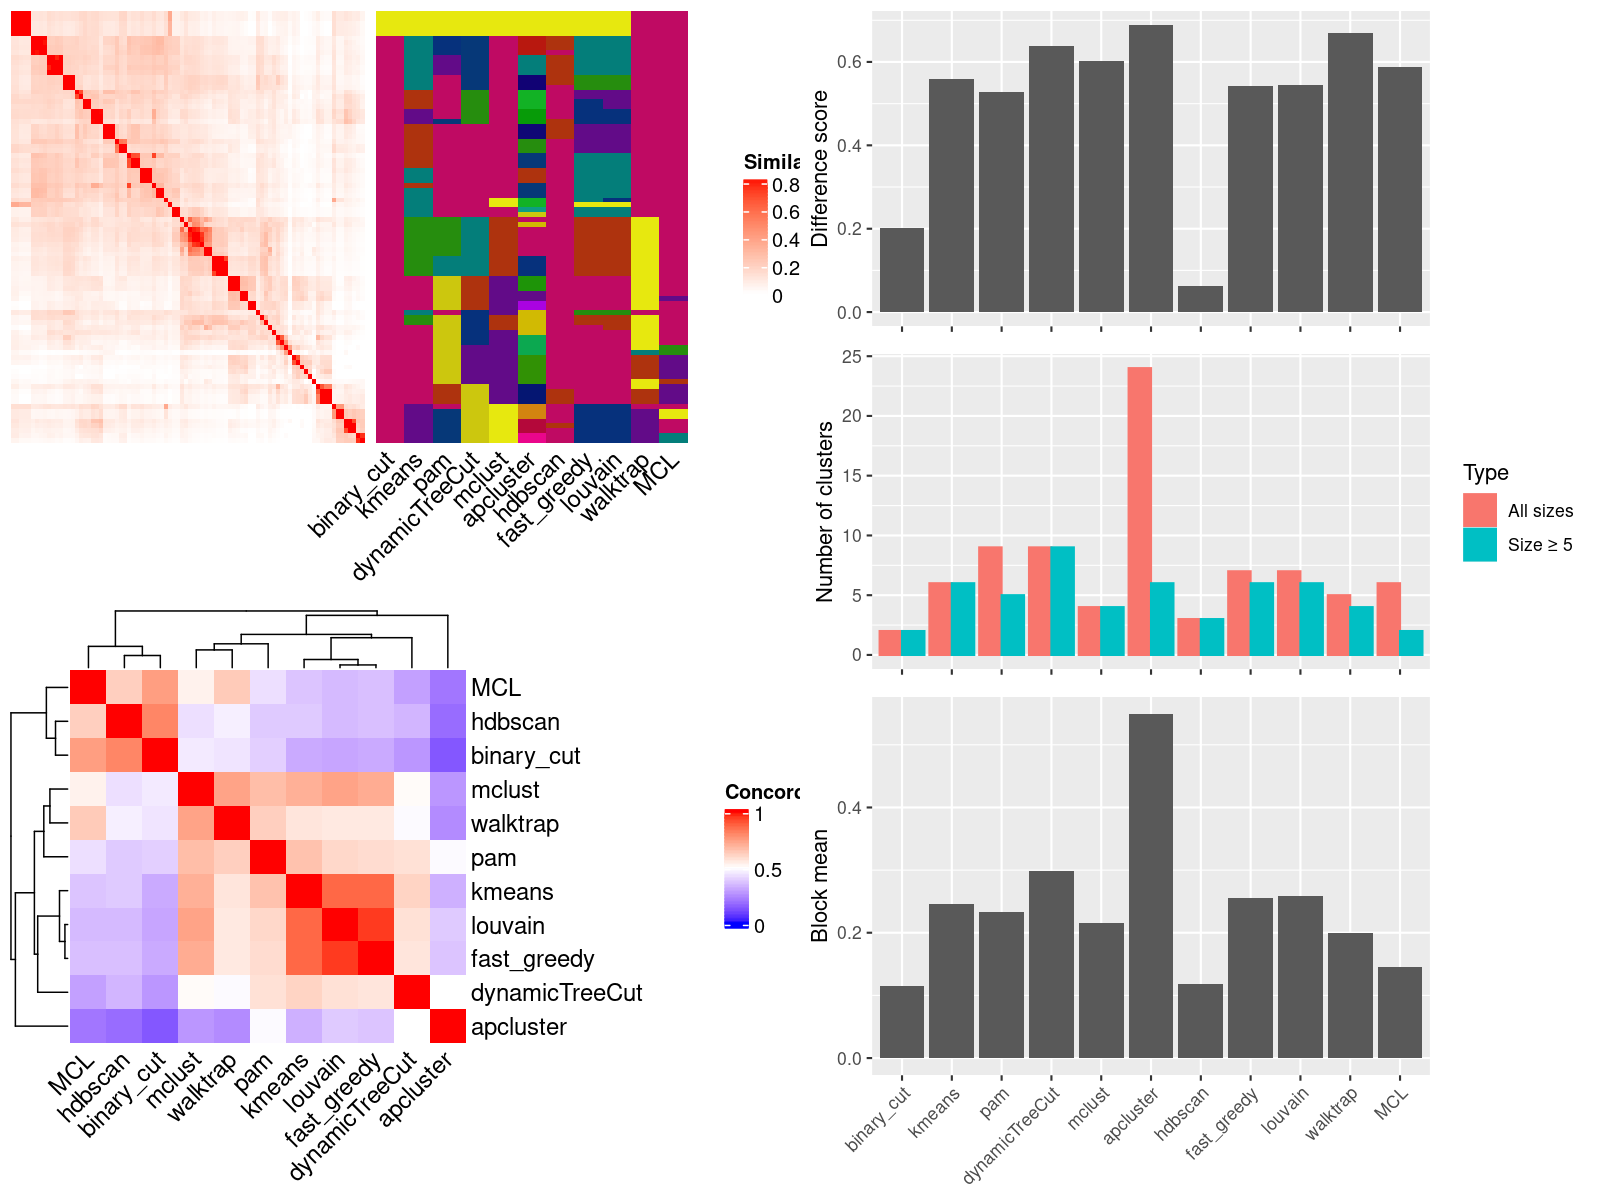 Simila
0.8
0.6
0.4
0.2
0
binary_cut
kmeans
pam
dynamicTreeCut
mclust
apcluster
hdbscan
fast_greedy
louvain
walktrap
MCL
MCL
hdbscan
binary_cut
mclust
walktrap
pam
kmeans
louvain
fast_greedy
dynamicTreeCut
apcluster
MCL
hdbscan
binary_cut
mclust
walktrap
pam
kmeans
louvain
fast_greedy
dynamicTreeCut
apcluster
Concord
1
0.5
0
Difference score
0.6
0.4
0.2
0.0
Number of clusters
25
20
15
10
5
0
Type
All sizes
Size ≥ 5
Block mean
0.4
0.2
0.0
binary_cut
kmeans
pam
dynamicTreeCut
mclust
apcluster
hdbscan
fast_greedy
louvain
walktrap
MCL